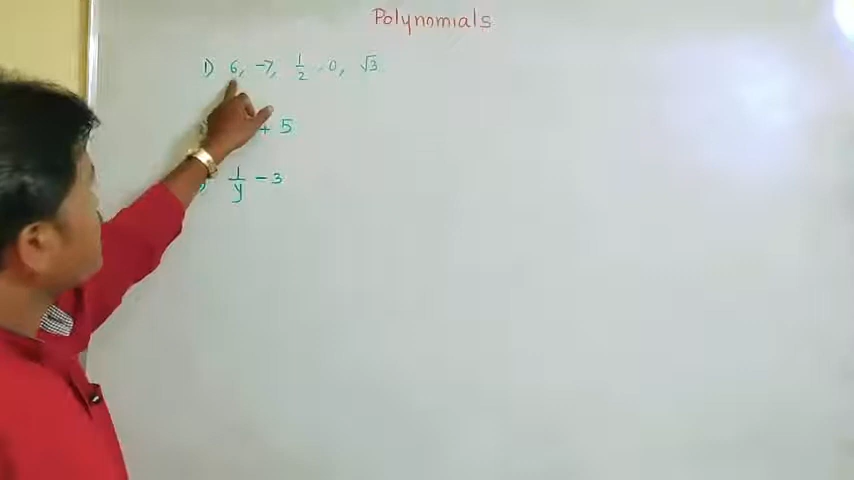 Polynomials
1) 6, -7, 1/2, 0, √3
+ 5
1/y - 3